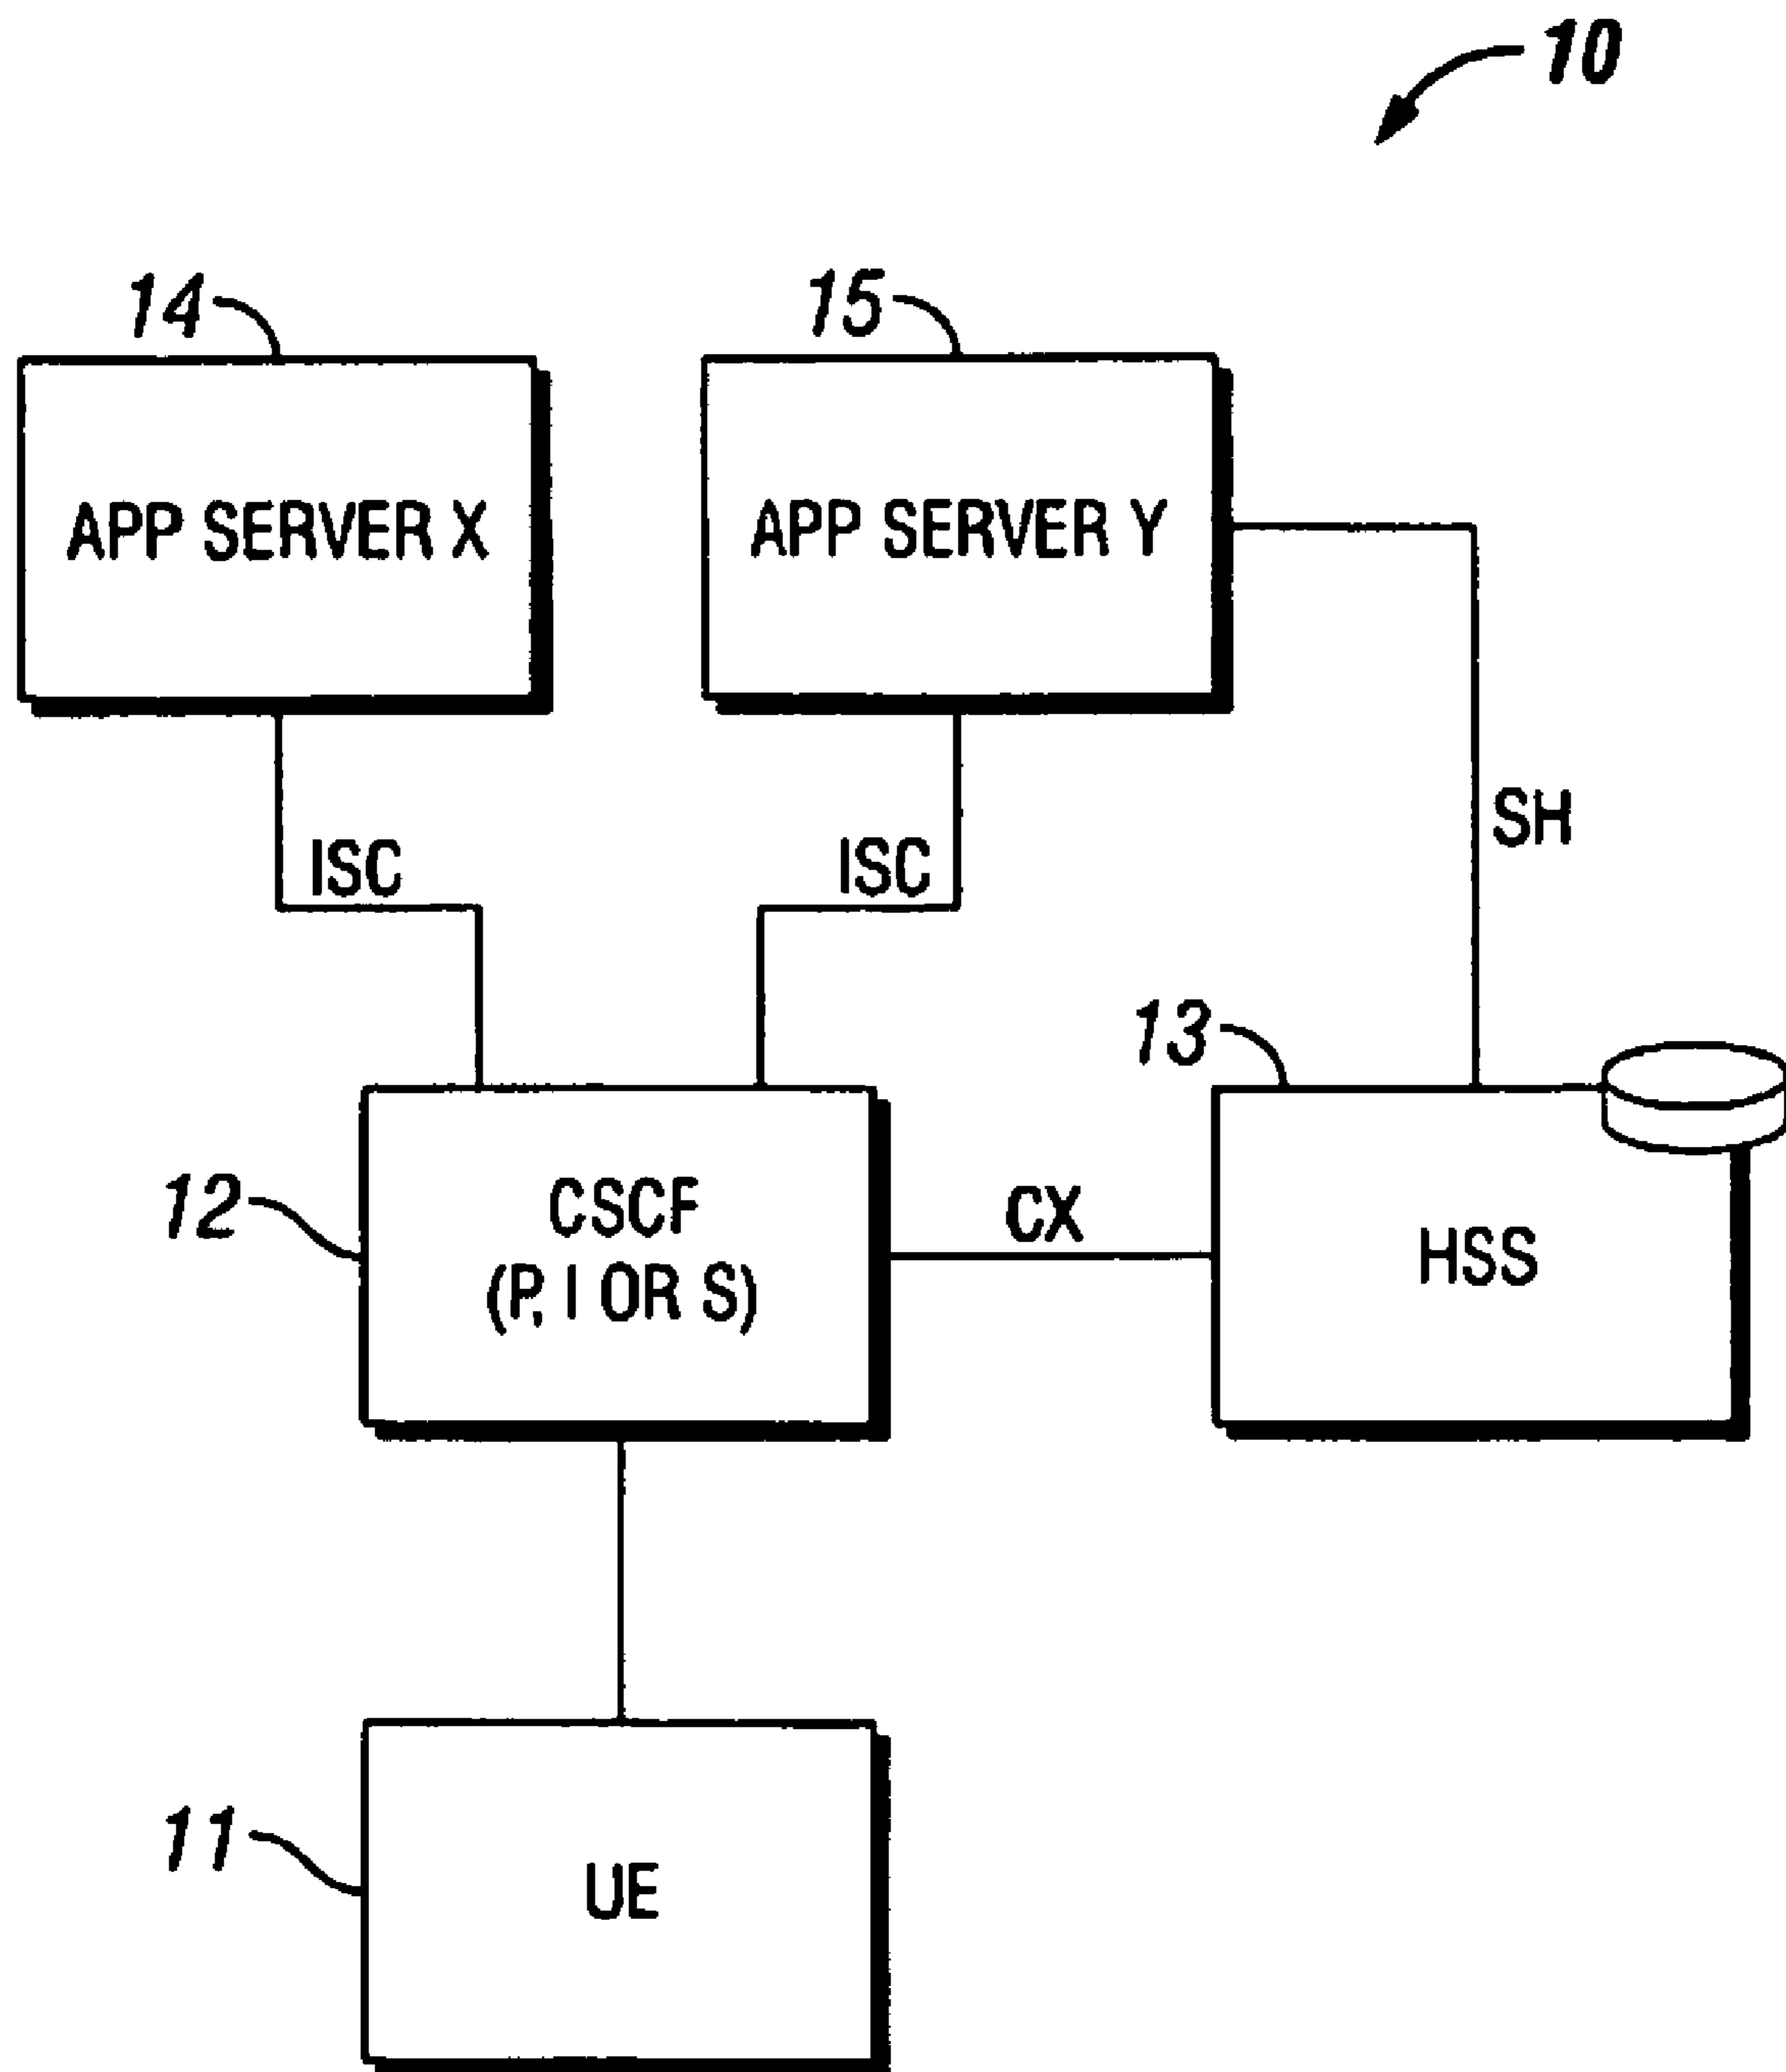 10
14
15
APP SERVER X
APP SERVER Y
ISC
ISC
SH
13
12
CSCF
(P, I OR S)
CX
HSS
11
UE